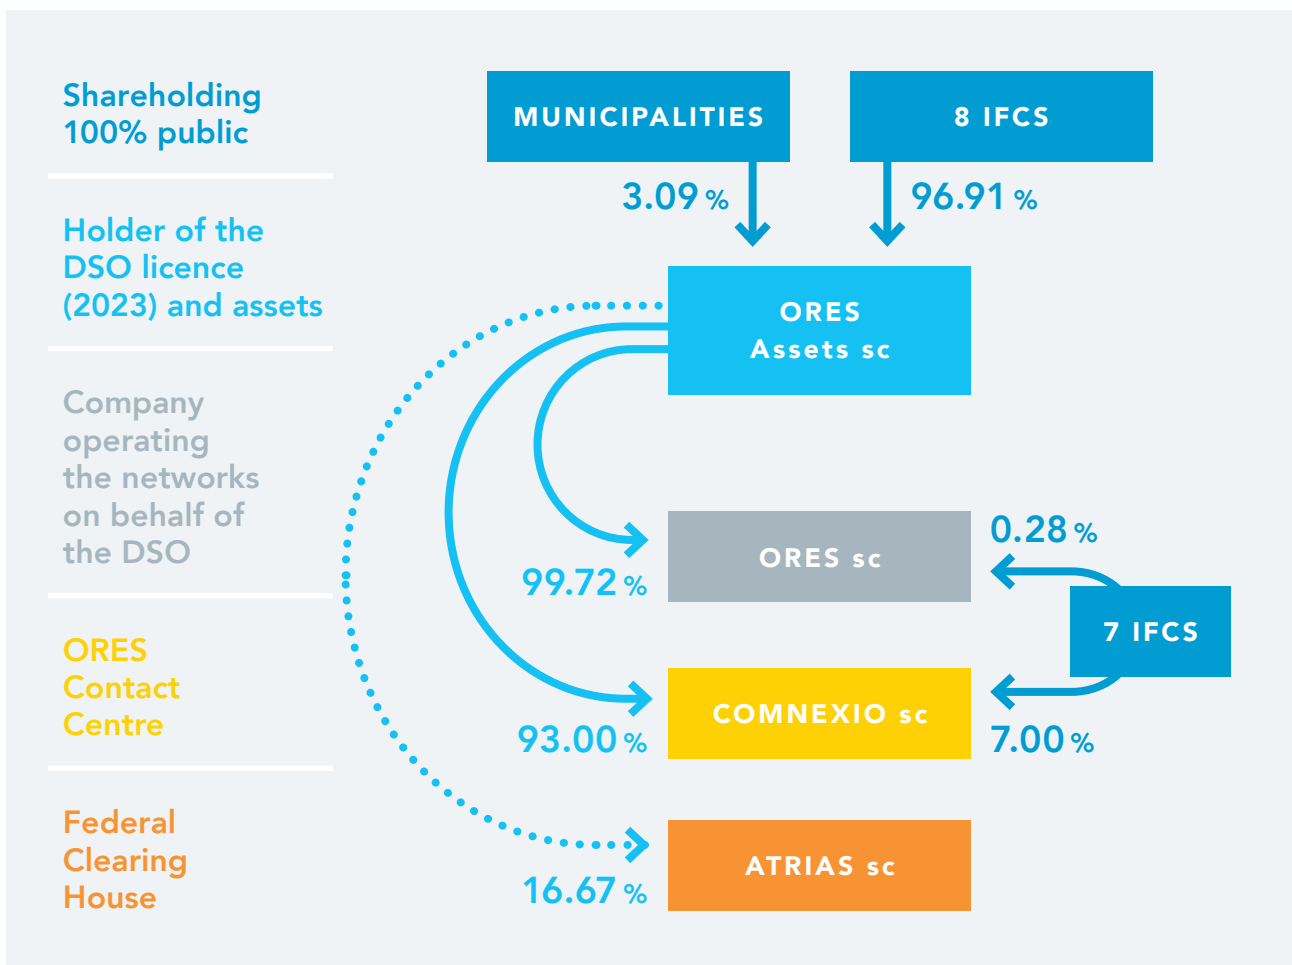 Shareholding
100% public
MUNICIPALITIES
8 IFCS
3.09 %
96.91 %
Holder of the
DSO licence
(2023) and assets
ORES
Assets sc
Company
operating
the networks
on behalf of
the DSO
ORES sc
99.72 %
0.28 %
7 IFCS
ORES
Contact
Centre
COMNEXIO sc
93.00 %
7.00 %
Federal
Clearing
House
ATRIAS sc
16.67 %